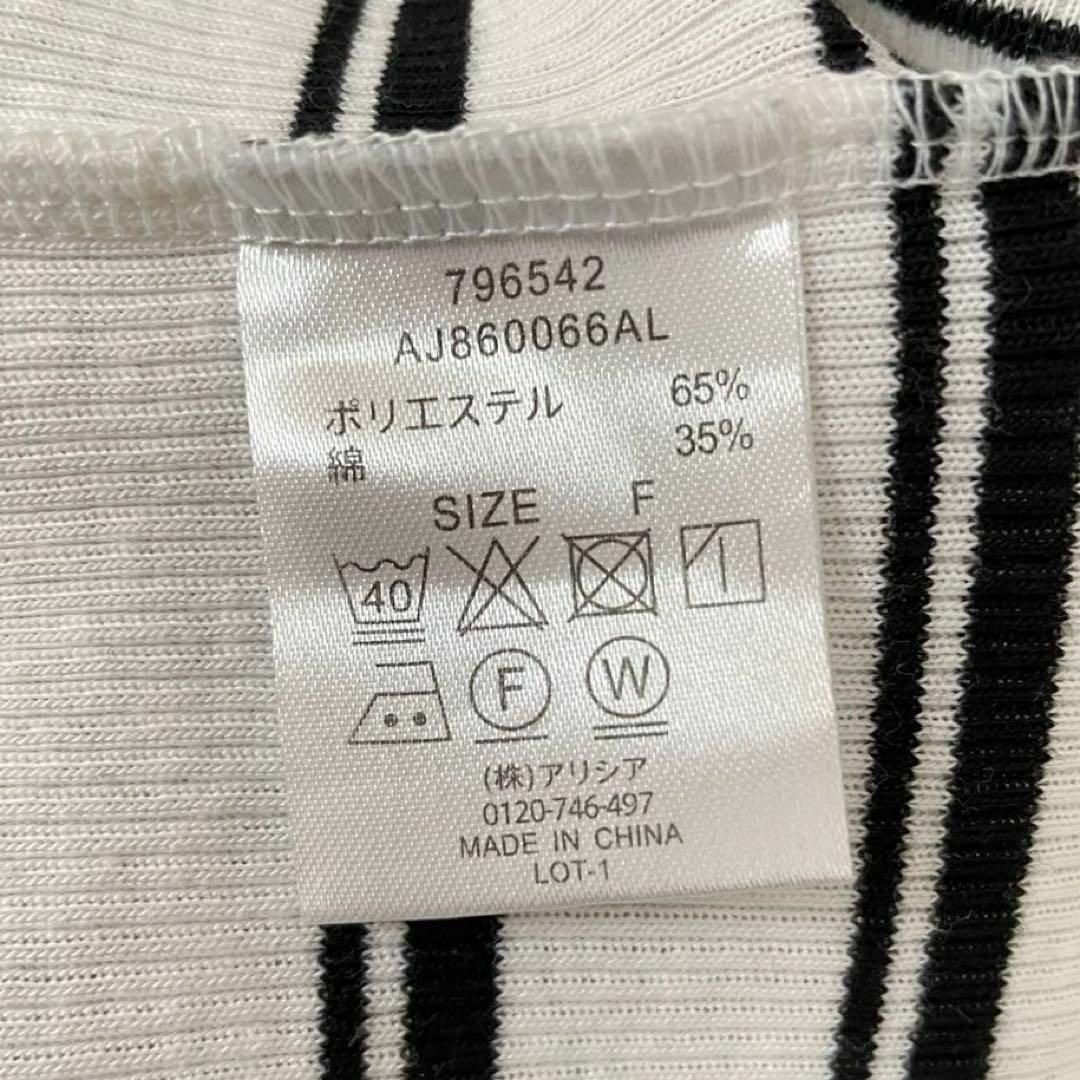 796542
AJ860066AL
ポリエステル 65%
綿 35%
SIZE F
40
F W
(株)アリシア
0120-746-497
MADE IN CHINA
LOT-1